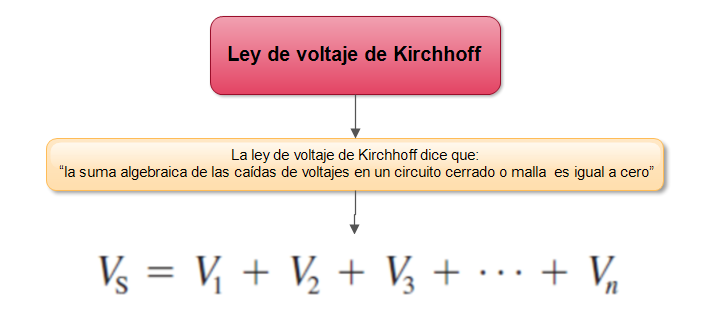 Ley de voltaje de Kirchhoff
La ley de voltaje de Kirchhoff dice que:
“la suma algebraica de las caídas de voltajes en un circuito cerrado o malla  es igual a cero”
V_S = V_1 + V_2 + V_3 + ⋯ + V_n